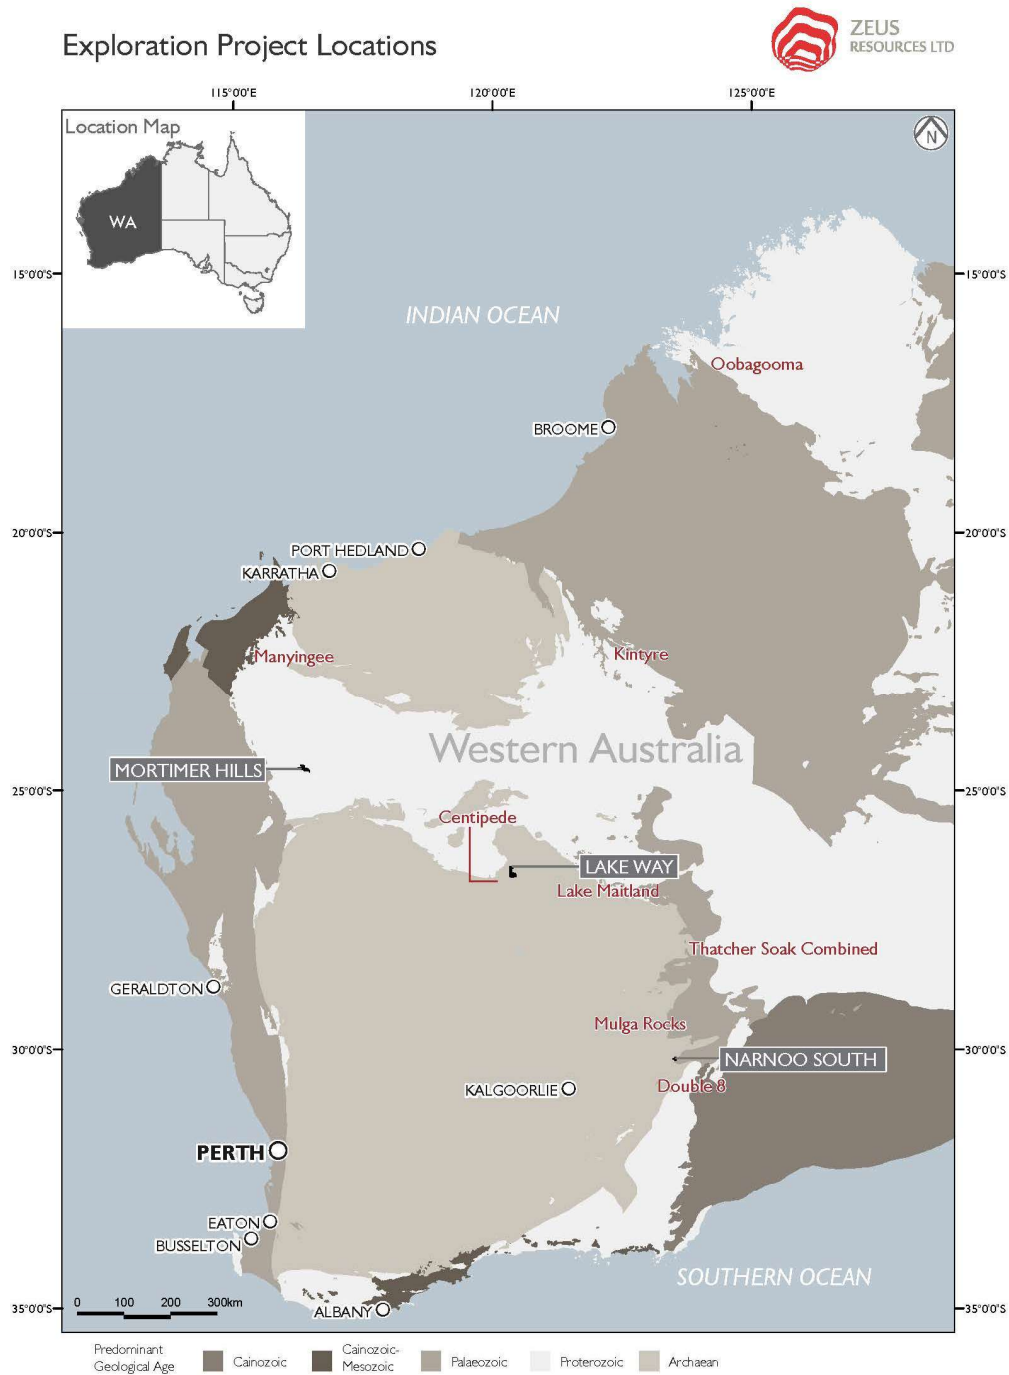 Exploration Project Locations
ZEUS
RESOURCES LTD
115°0'0"E
120°0'0"E
125°0'0"E
Location Map
WA
N
15°0'0"S
15°0'0"S
INDIAN OCEAN
Oobagooma
BROOME
20°0'0"S
20°0'0"S
PORT HEDLAND
KARRATHA
Manyingee
Kintyre
Western Australia
MORTIMER HILLS
25°0'0"S
25°0'0"S
Centipede
LAKE WAY
Lake Maitland
Thatcher Soak Combined
GERALDTON
Mulga Rocks
30°0'0"S
30°0'0"S
NARNOO SOUTH
Double 8
KALGOORLIE
PERTH
EATON
BUSSELTON
SOUTHERN OCEAN
0 100 200 300km
35°0'0"S
35°0'0"S
ALBANY
Predominant
Geological Age
Cainozoic
Cainozoic-
Mesozoic
Palaeozoic
Proterozoic
Archaean